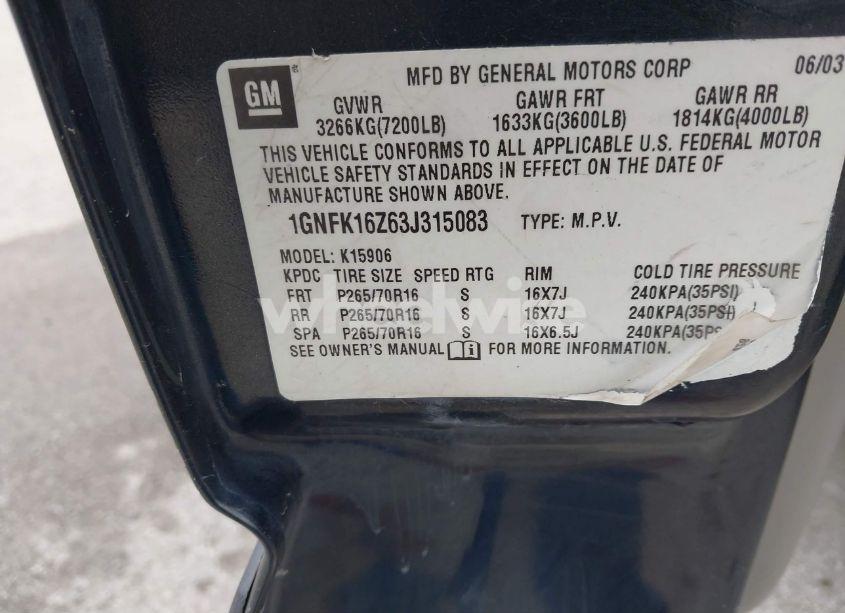 GM
MFD BY GENERAL MOTORS CORP 06/03
GVWR GAWR FRT GAWR RR
3266KG(7200LB) 1633KG(3600LB) 1814KG(4000LB)
THIS VEHICLE CONFORMS TO ALL APPLICABLE U.S. FEDERAL MOTOR
VEHICLE SAFETY STANDARDS IN EFFECT ON THE DATE OF
MANUFACTURE SHOWN ABOVE.
1GNFK16Z63J315083 TYPE: M.P.V.
MODEL: K15906
KPDC TIRE SIZE SPEED RTG RIM COLD TIRE PRESSURE
FRT P265/70R16 S 16X7J 240KPA(35PSI)
RR P265/70R16 S 16X7J 240KPA(35PSI)
SPA P265/70R16 S 16X6.5J 240KPA(35PSI)
SEE OWNER'S MANUAL i FOR MORE INFORMATION.